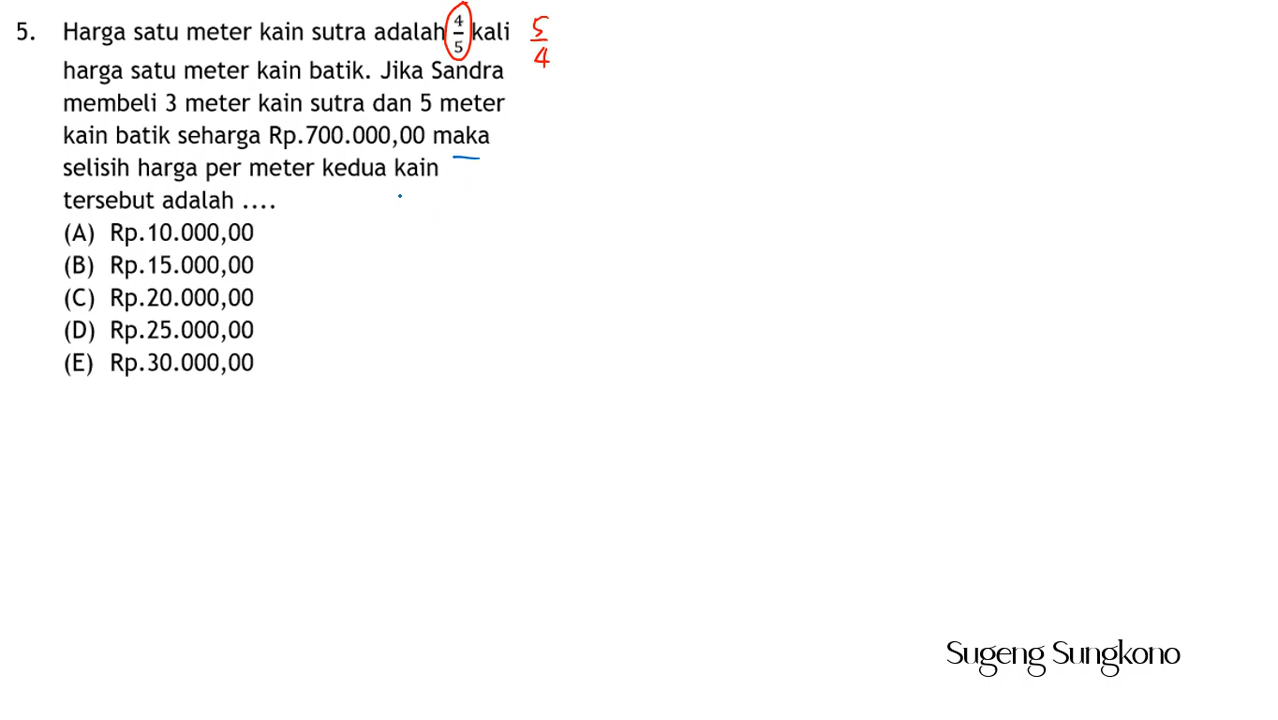 5. Harga satu meter kain sutra adalah 4/5 kali 5/4
harga satu meter kain batik. Jika Sandra
membeli 3 meter kain sutra dan 5 meter
kain batik seharga Rp.700.000,00 maka
selisih harga per meter kedua kain
tersebut adalah ....
(A) Rp.10.000,00
(B) Rp.15.000,00
(C) Rp.20.000,00
(D) Rp.25.000,00
(E) Rp.30.000,00
Sugeng Sungkono